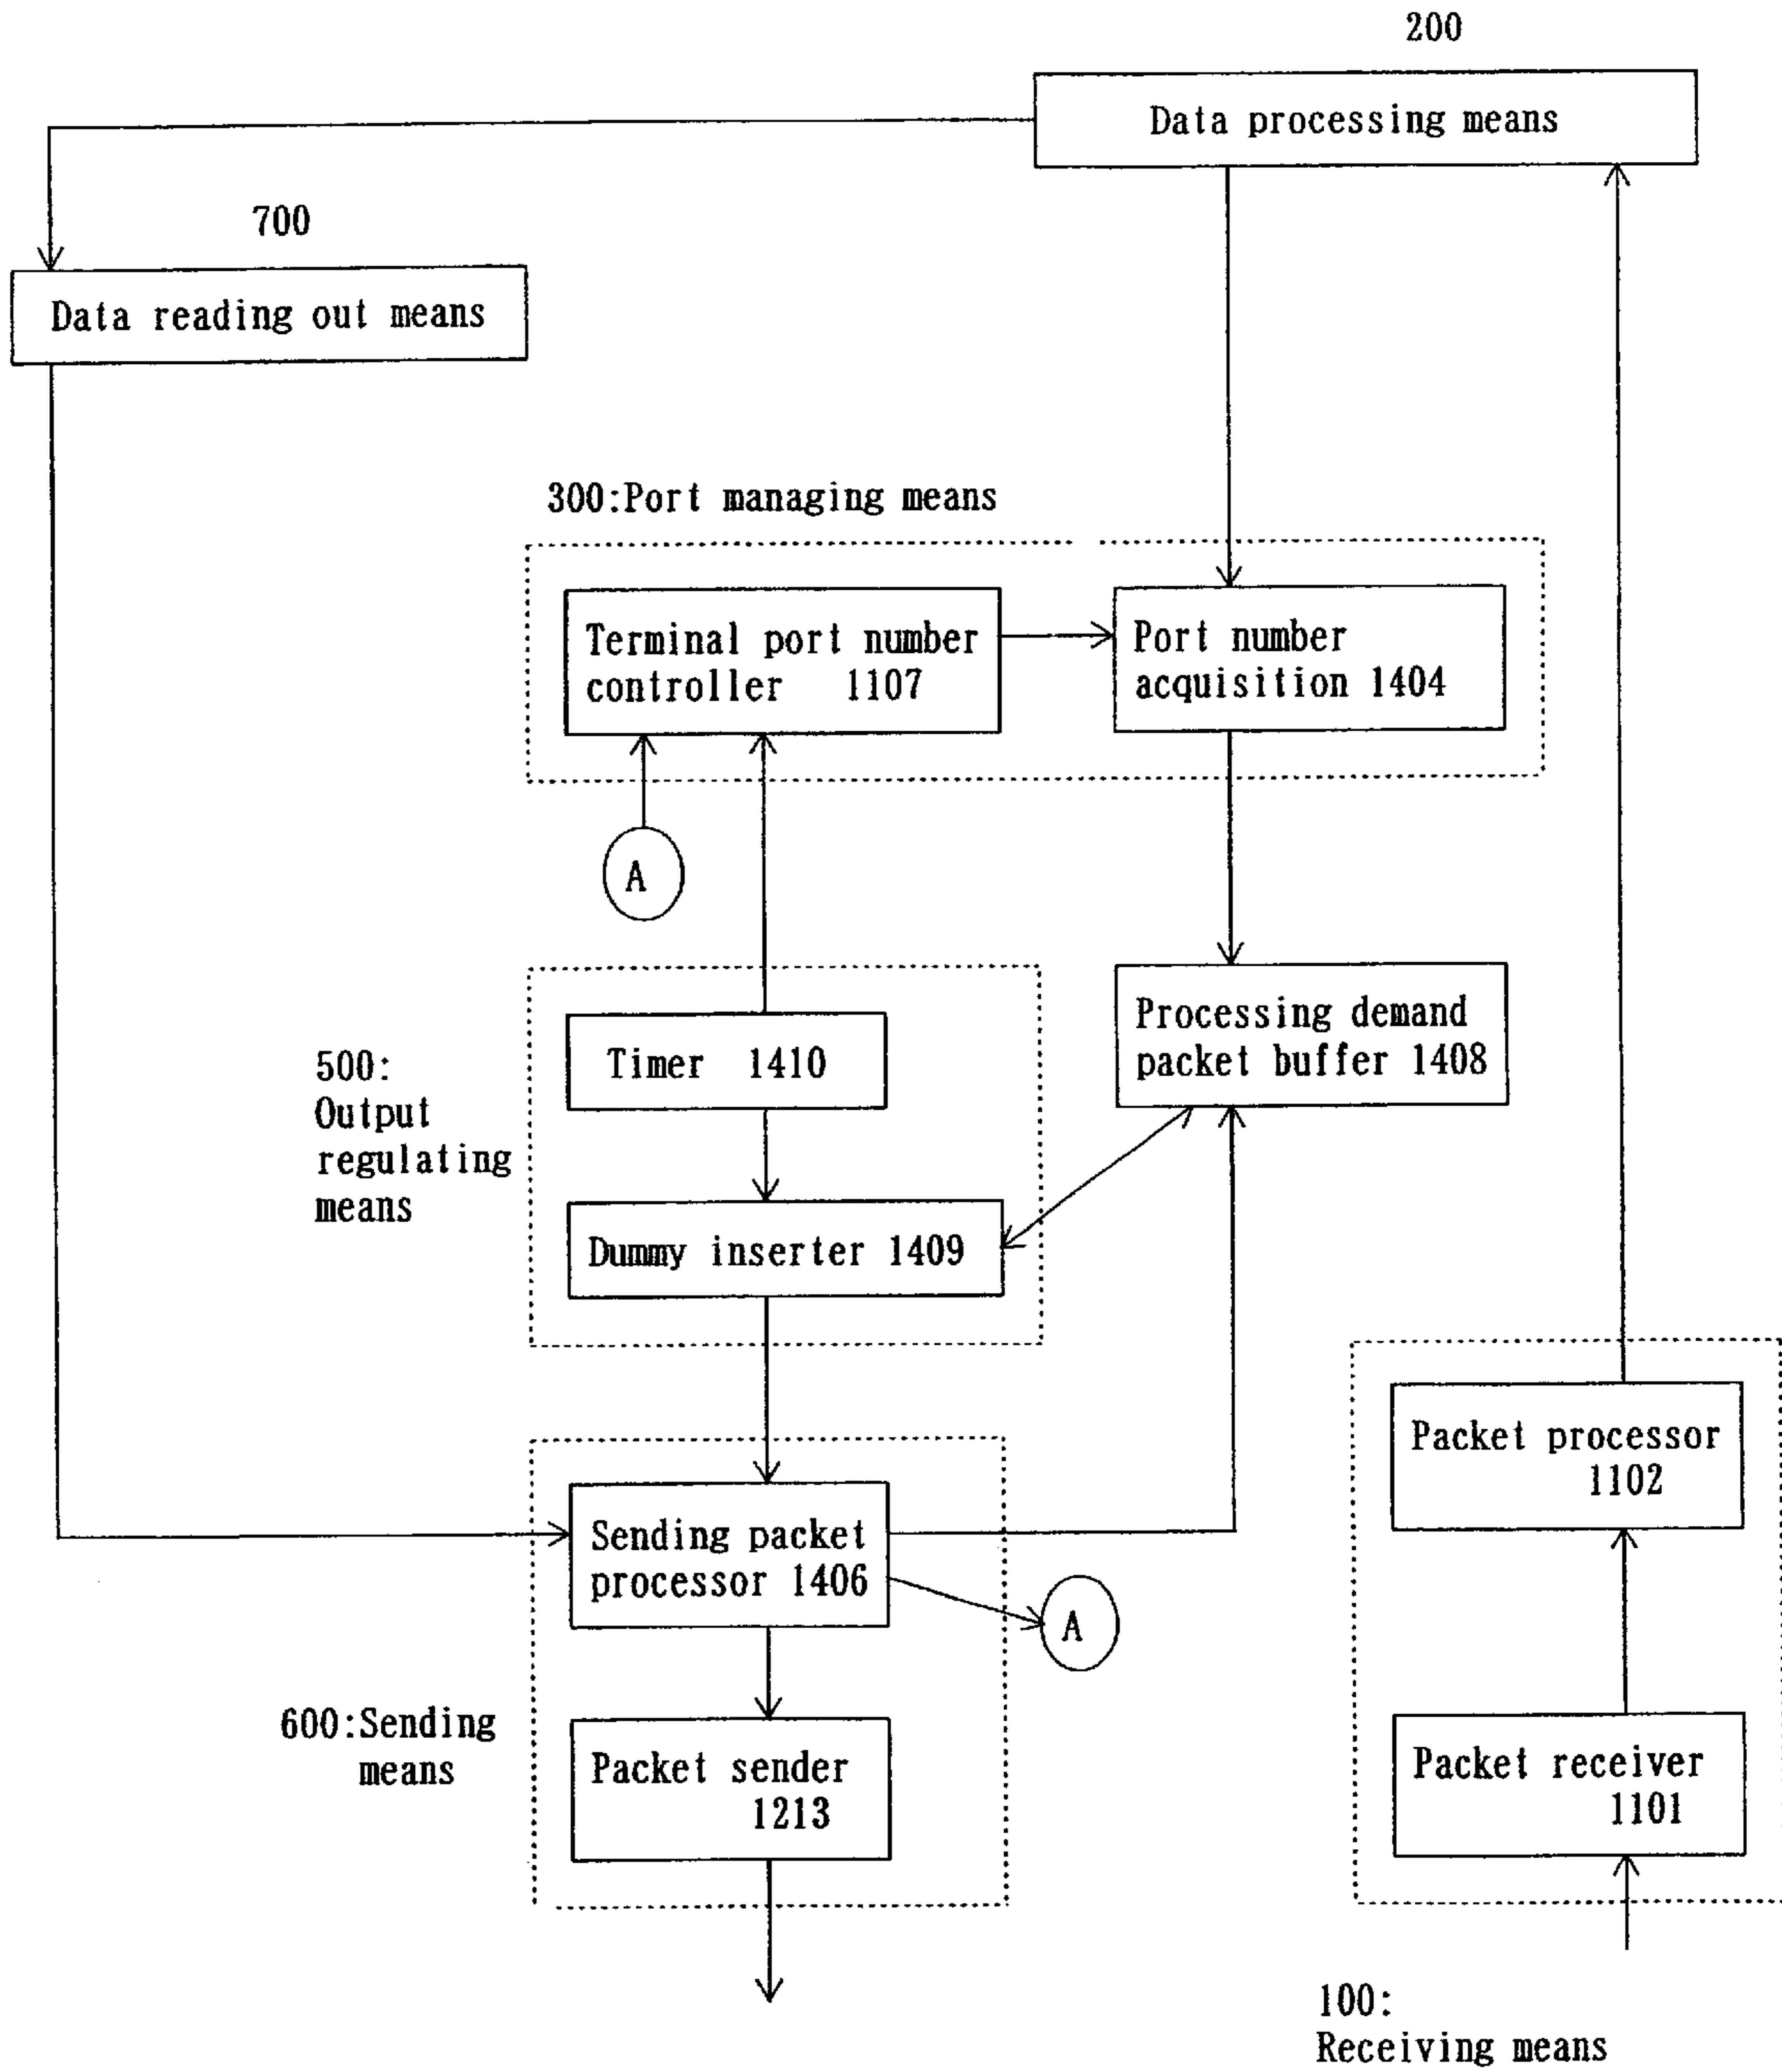 200
Data processing means
700
Data reading out means
300:Port managing means
Terminal port number
controller 1107
Port number
acquisition 1404
A
Processing demand
packet buffer 1408
500:
Output
regulating
means
Timer 1410
Dummy inserter 1409
Packet processor
1102
Sending packet
processor 1406
A
600:Sending
means
Packet sender
1213
Packet receiver
1101
100:
Receiving means